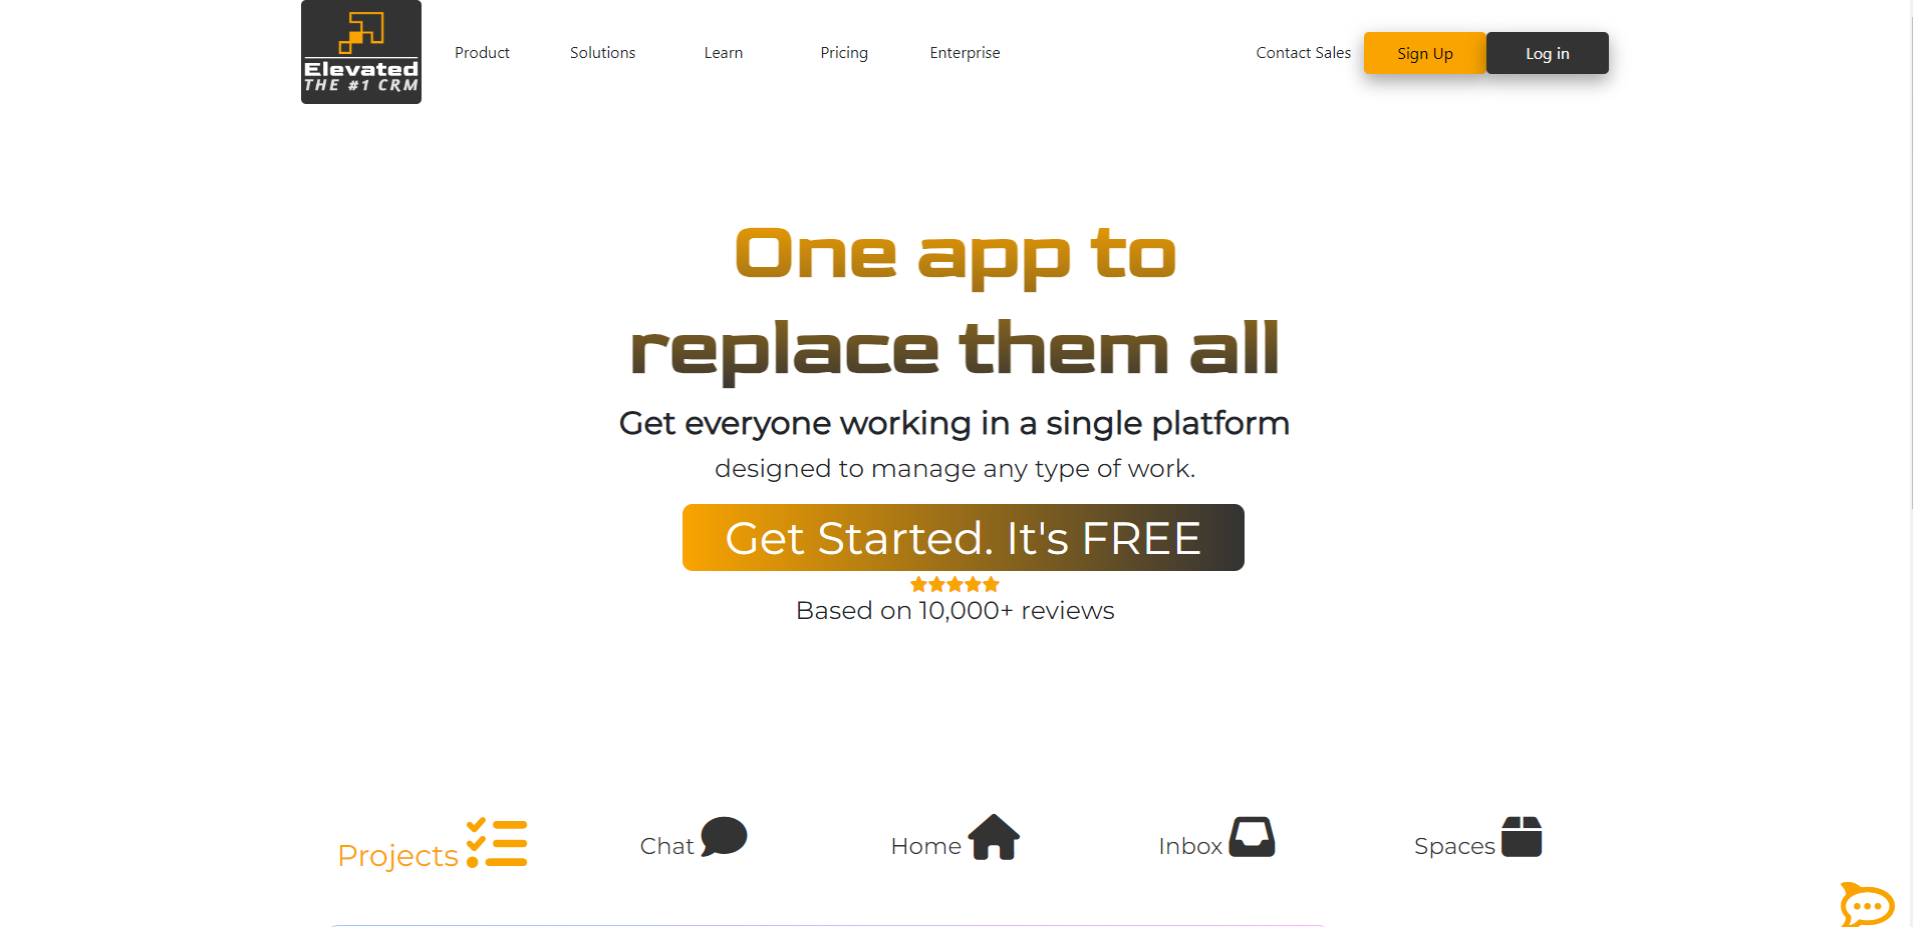 Elevated
THE #1 CRM
Product Solutions Learn Pricing Enterprise Contact Sales Sign Up Log in
One app to
replace them all
Get everyone working in a single platform
designed to manage any type of work.
Get Started. It's FREE
Based on 10,000+ reviews
Projects Chat Home Inbox Spaces